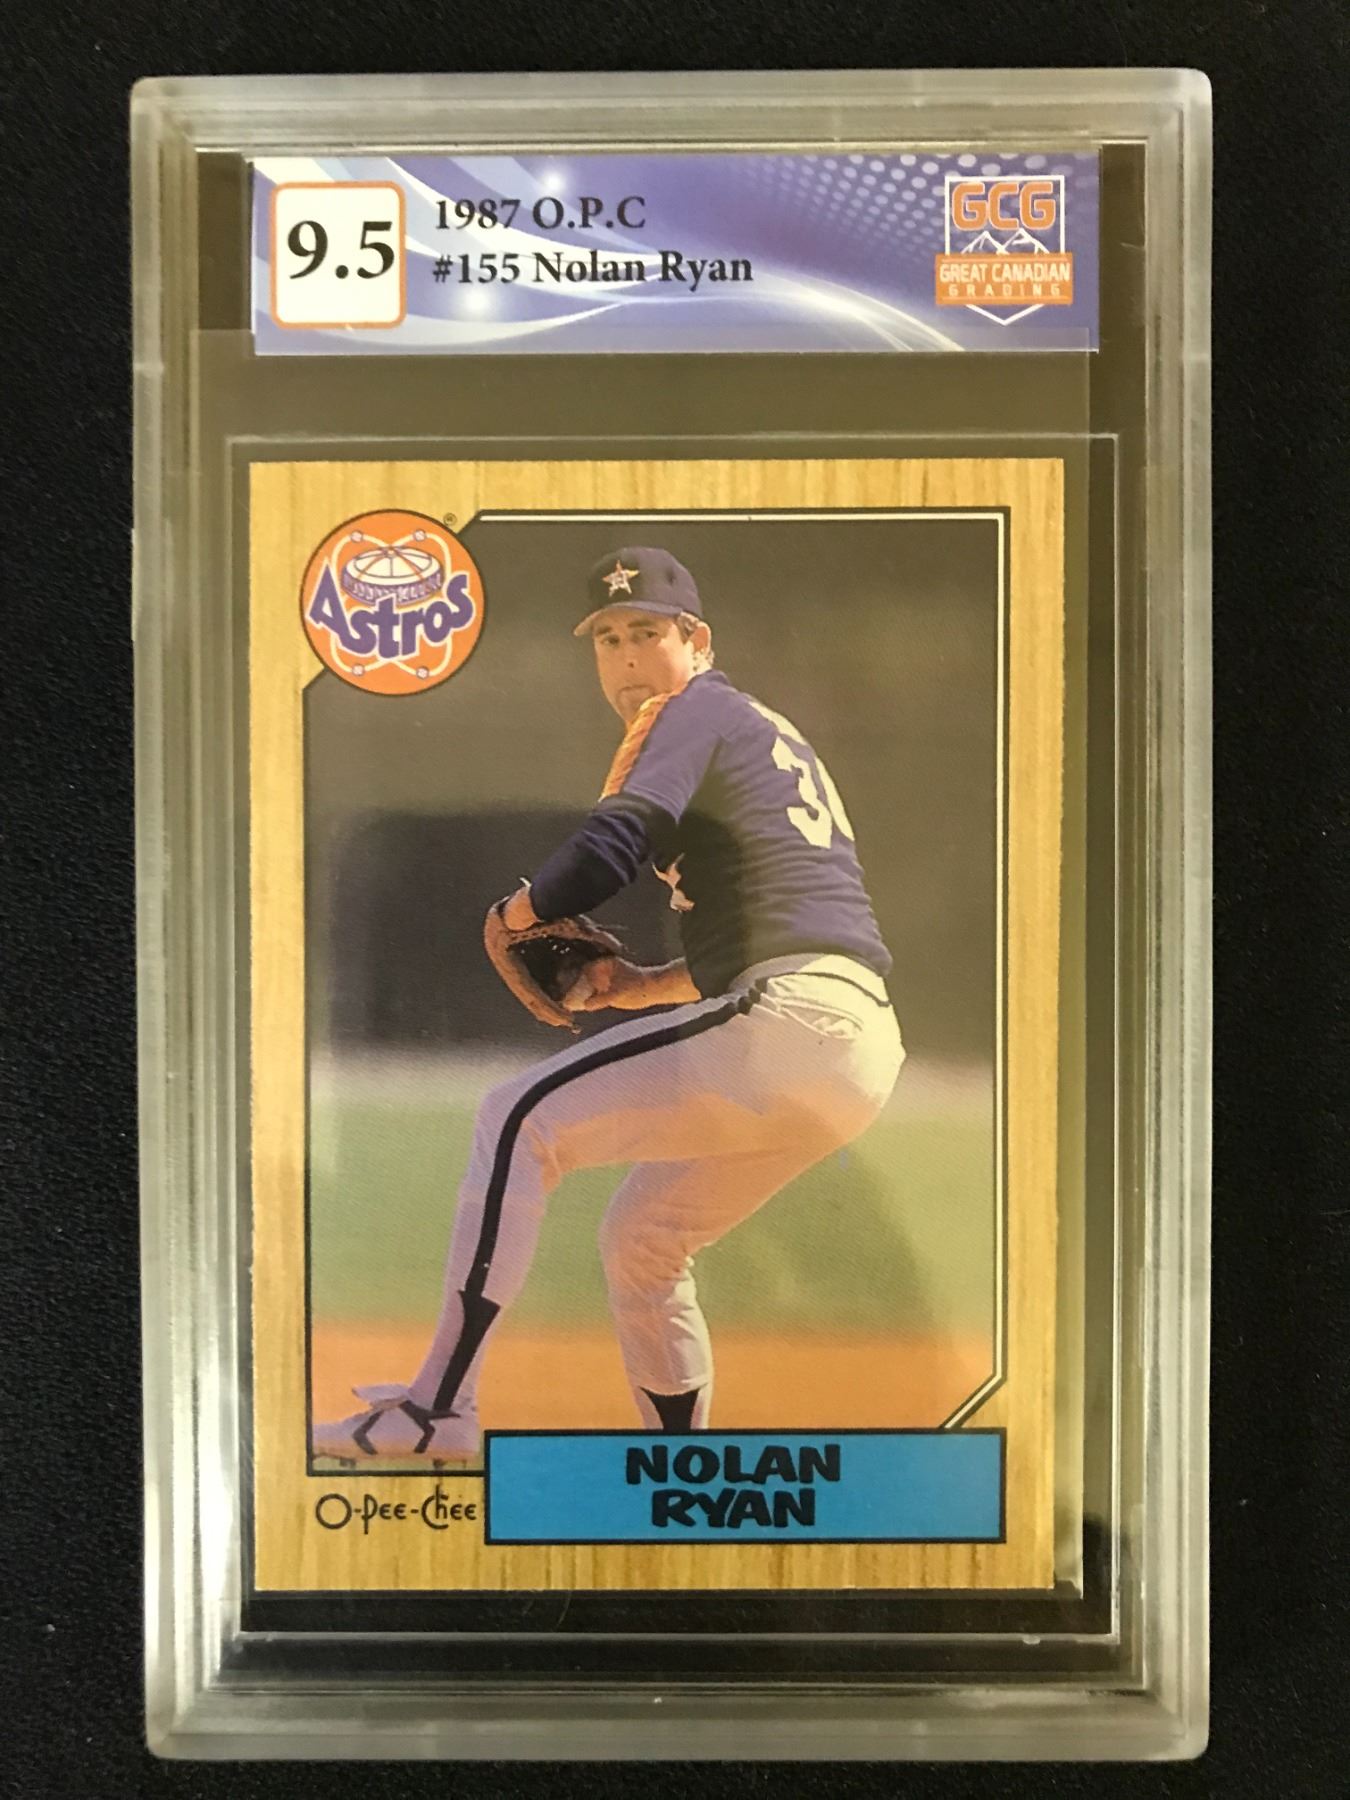 9.5
1987 O.P.C
#155 Nolan Ryan
GCG
GREAT CANADIAN
GRADING
Astros
®
O-Pee-Chee
NOLAN
RYAN